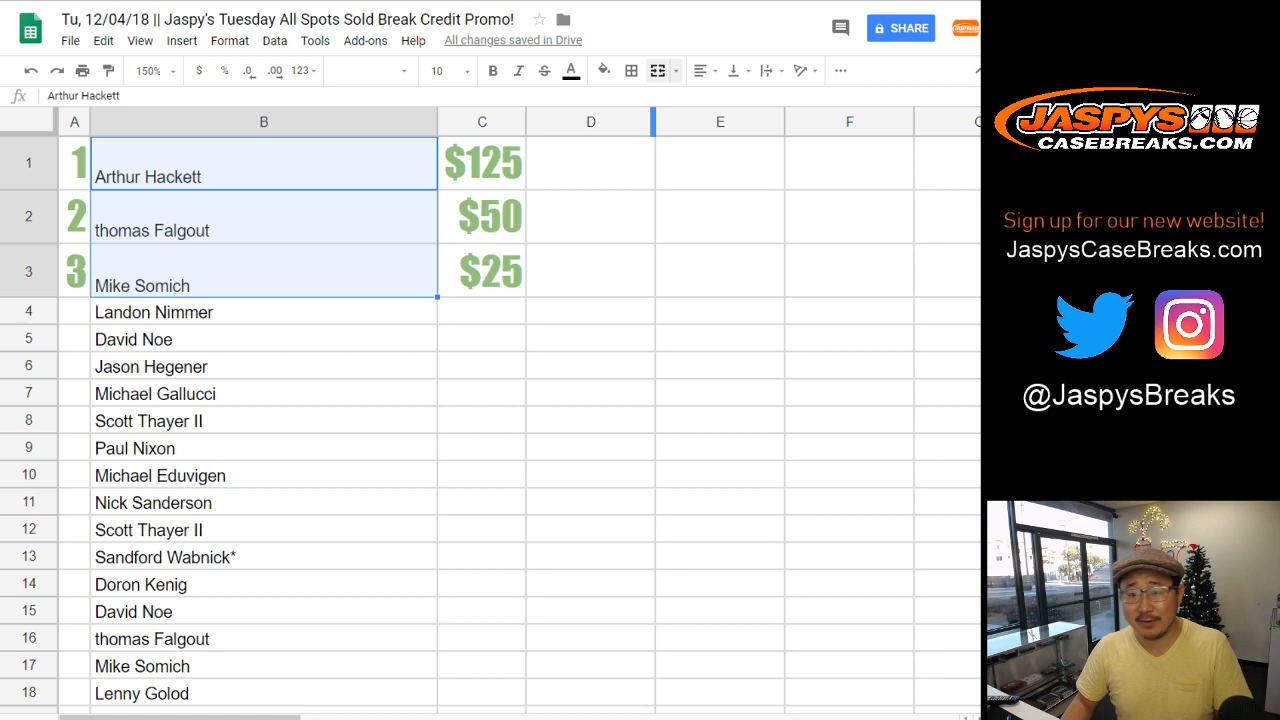 Tu, 12/04/18 || Jaspy's Tuesday All Spots Sold Break Credit Promo!
File Edit View Insert Format Data Tools Add-ons Help All changes saved in Drive
SHARE
150% $ % .0 .00 123 10 B I S A
fx Arthur Hackett
A B C D E F
1 1 Arthur Hackett $125
2 2 thomas Falgout $50
3 3 Mike Somich $25
4 Landon Nimmer
5 David Noe
6 Jason Hegener
7 Michael Gallucci
8 Scott Thayer II
9 Paul Nixon
10 Michael Eduvigen
11 Nick Sanderson
12 Scott Thayer II
13 Sandford Wabnick*
14 Doron Kenig
15 David Noe
16 thomas Falgout
17 Mike Somich
18 Lenny Golod
JASPYS
CASEBREAKS.COM
Sign up for our new website!
JaspysCaseBreaks.com
@JaspysBreaks